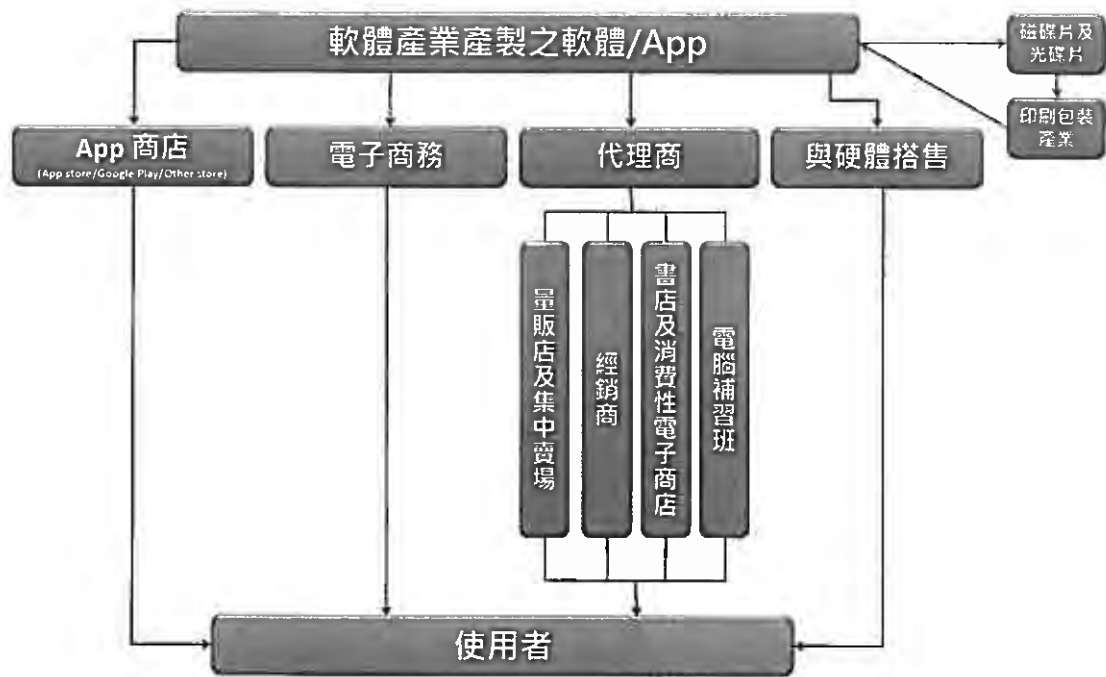 軟體產業產製之軟體/App
磁碟片及
光碟片
印刷包裝
產業
App 商店
(App store/Google Play/Other store)
電子商務
代理商
與硬體搭售
量販店及集中賣場
經銷商
書店及消費性電子商店
電腦補習班
使用者